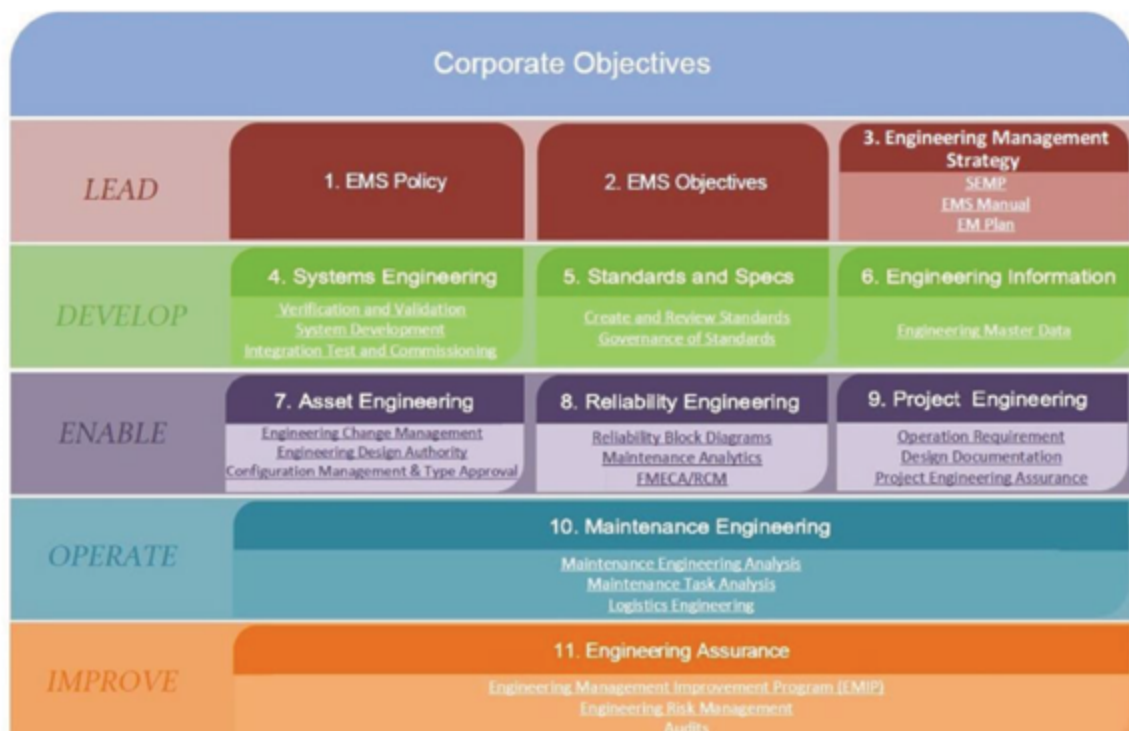 Corporate Objectives
LEAD
1. EMS Policy
2. EMS Objectives
3. Engineering Management
Strategy
SEMP
EMS Manual
EM Plan
DEVELOP
4. Systems Engineering
Verification and Validation
System Development
Integration Test and Commissioning
5. Standards and Specs
Create and Review Standards
Governance of Standards
6. Engineering Information
Engineering Master Data
ENABLE
7. Asset Engineering
Engineering Change Management
Engineering Design Authority
Configuration Management & Type Approval
8. Reliability Engineering
Reliability Block Diagrams
Maintenance Analytics
FMECA/RCM
9. Project Engineering
Operation Requirement
Design Documentation
Project Engineering Assurance
OPERATE
10. Maintenance Engineering
Maintenance Engineering Analysis
Maintenance Task Analysis
Logistics Engineering
IMPROVE
11. Engineering Assurance
Engineering Management Improvement Program (EMIP)
Engineering Risk Management
Audits